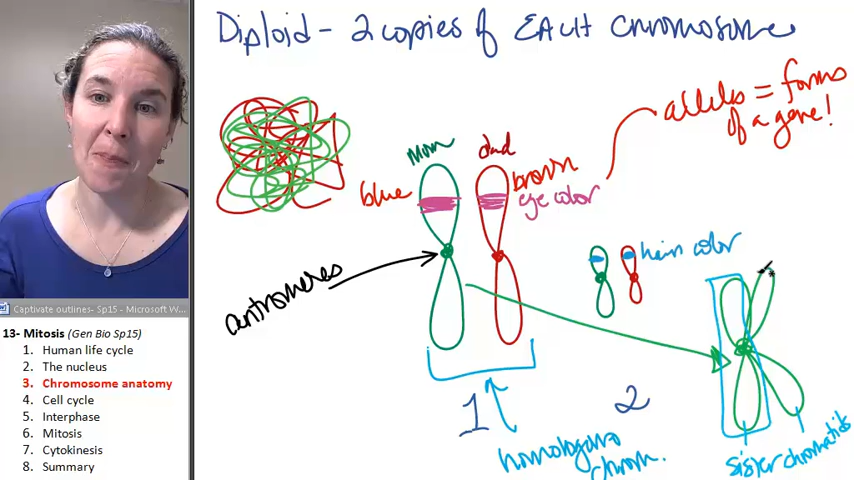 Diploid - 2 copies of EACH chromosome
alleles = forms
of a gene!
mom
dad
blue
brown
eye color
hair color
centromeres
1
2
homologous
chrom.
sister chromatids
Captivate outlines- Sp15 - Microsoft W...
13- Mitosis (Gen Bio Sp15)
1. Human life cycle
2. The nucleus
3. Chromosome anatomy
4. Cell cycle
5. Interphase
6. Mitosis
7. Cytokinesis
8. Summary